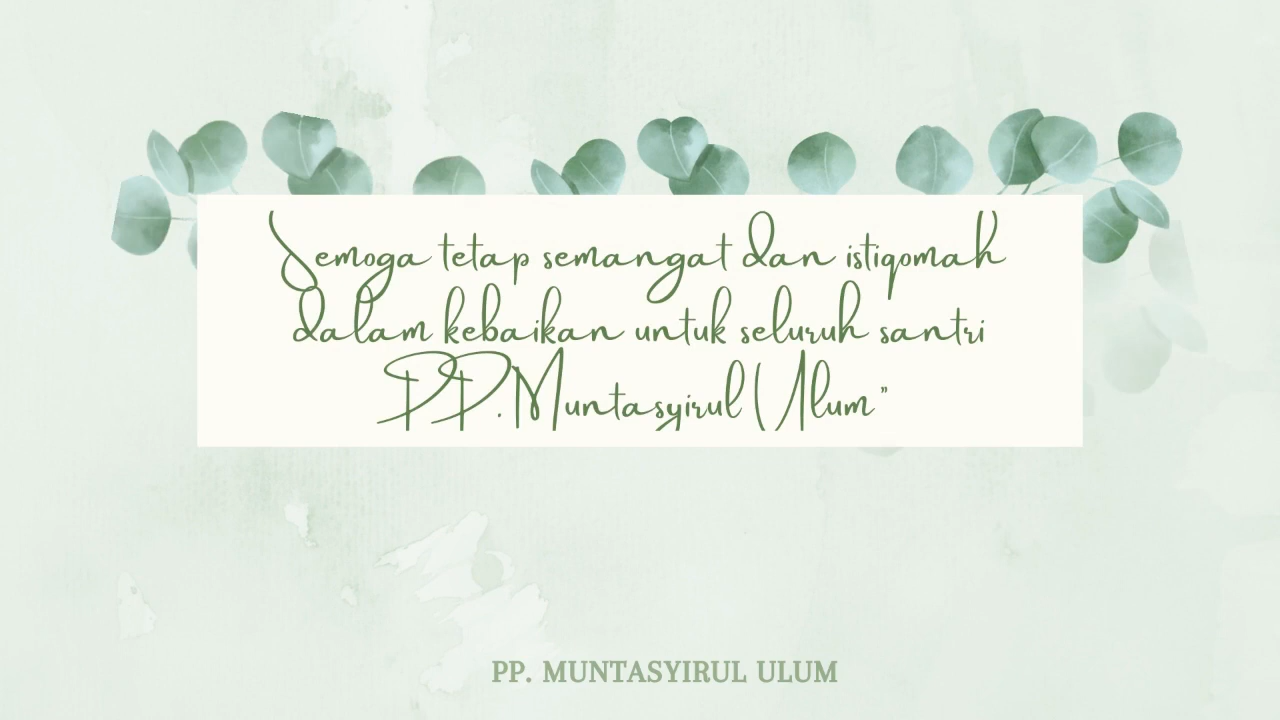 Semoga tetap semangat dan istiqomah
dalam kebaikan untuk seluruh santri
PP.Muntasyirul Ulum"
PP. MUNTASYIRUL ULUM